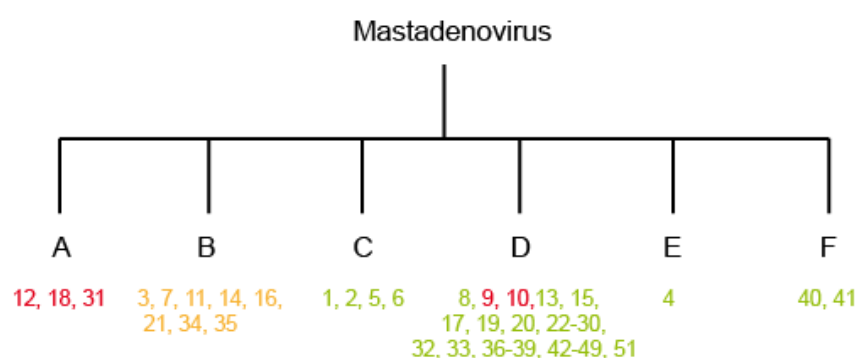 Mastadenovirus
A B C D E F
12, 18, 31 3, 7, 11, 14, 16, 1, 2, 5, 6 8, 9, 10,13, 15, 4 40, 41
21, 34, 35 17, 19, 20, 22-30,
32, 33, 36-39, 42-49, 51